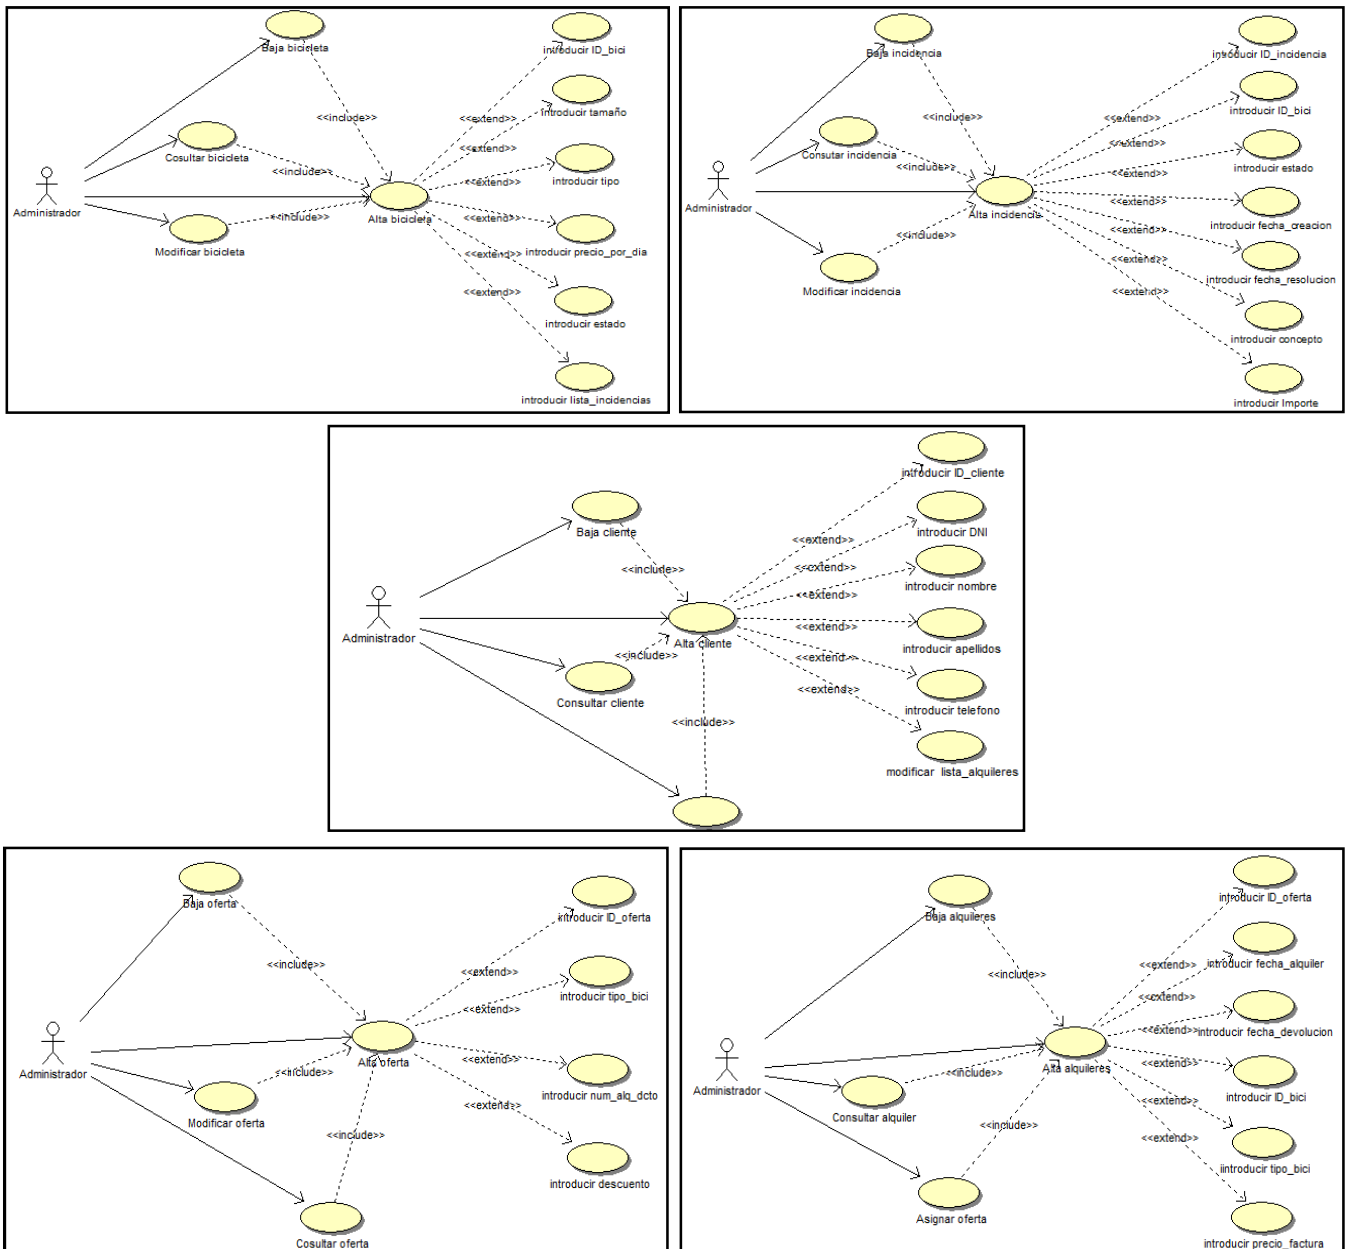 Baja bicicleta
introducir ID_bici
<<include>>
<<extend>>
introducir tamaño
Cosultar bicicleta
<<extend>>
<<include>>
introducir tipo
<<extend>>
Administrador
Alta bicicleta
<<include>>
<<extend>>
Modificar bicicleta
<<extend>>
introducir precio_por_dia
<<extend>>
introducir estado
introducir lista_incidencias
Baja incidencia
introducir ID_incidencia
<<include>>
<<extend>>
introducir ID_bici
Consutar incidencia
<<extend>>
<<include>>
<<extend>>
introducir estado
Administrador
Alta incidencia
<<extend>>
<<include>>
<<extend>>
introducir fecha_creacion
<<extend>>
Modificar incidencia
<<extend>>
introducir fecha_resolucion
introducir concepto
introducir Importe
introducir ID_cliente
Baja cliente
<<extend>>
introducir DNI
<<include>>
<<extend>>
introducir nombre
<<extend>>
Administrador
Alta cliente
<<extend>>
introducir apellidos
<<include>>
<<extend>>
Consultar cliente
<<extend>>
introducir telefono
<<include>>
modificar lista_alquileres
Baja oferta
introducir ID_oferta
<<include>>
<<extend>>
introducir tipo_bici
<<extend>>
Administrador
Alta oferta
<<extend>>
<<include>>
introducir num_alq_dcto
Modificar oferta
<<extend>>
<<include>>
introducir descuento
Cosultar oferta
Baja alquileres
introducir ID_oferta
<<include>>
<<extend>>
introducir fecha_alquiler
<<extend>>
<<extend>>
introducir fecha_devolucion
Administrador
Alta alquileres
<<extend>>
<<include>>
introducir ID_bici
Consultar alquiler
<<extend>>
<<include>>
<<extend>>
iintroducir tipo_bici
Asignar oferta
introducir precio_factura